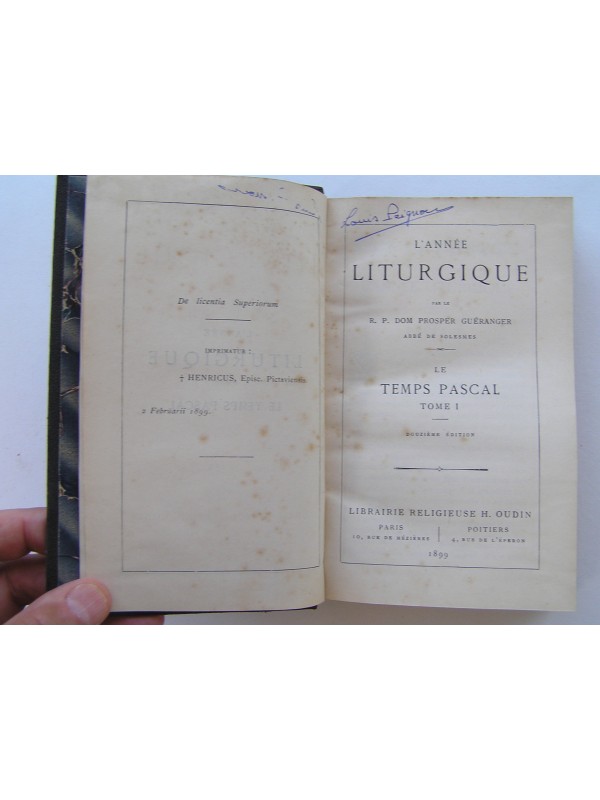 De licentia Superiorum
IMPRIMATUR :
† HENRICUS, Episc. Pictaviensis
2 Februarii 1899.
Louis
L'ANNÉE
LITURGIQUE
PAR LE
R. P. DOM PROSPER GUÉRANGER
ABBÉ DE SOLESMES
LE
TEMPS PASCAL
TOME I
DOUZIÈME ÉDITION
LIBRAIRIE RELIGIEUSE H. OUDIN
PARIS
10, RUE DE MÉZIÈRES
POITIERS
4, RUE DE L'ÉPERON
1899